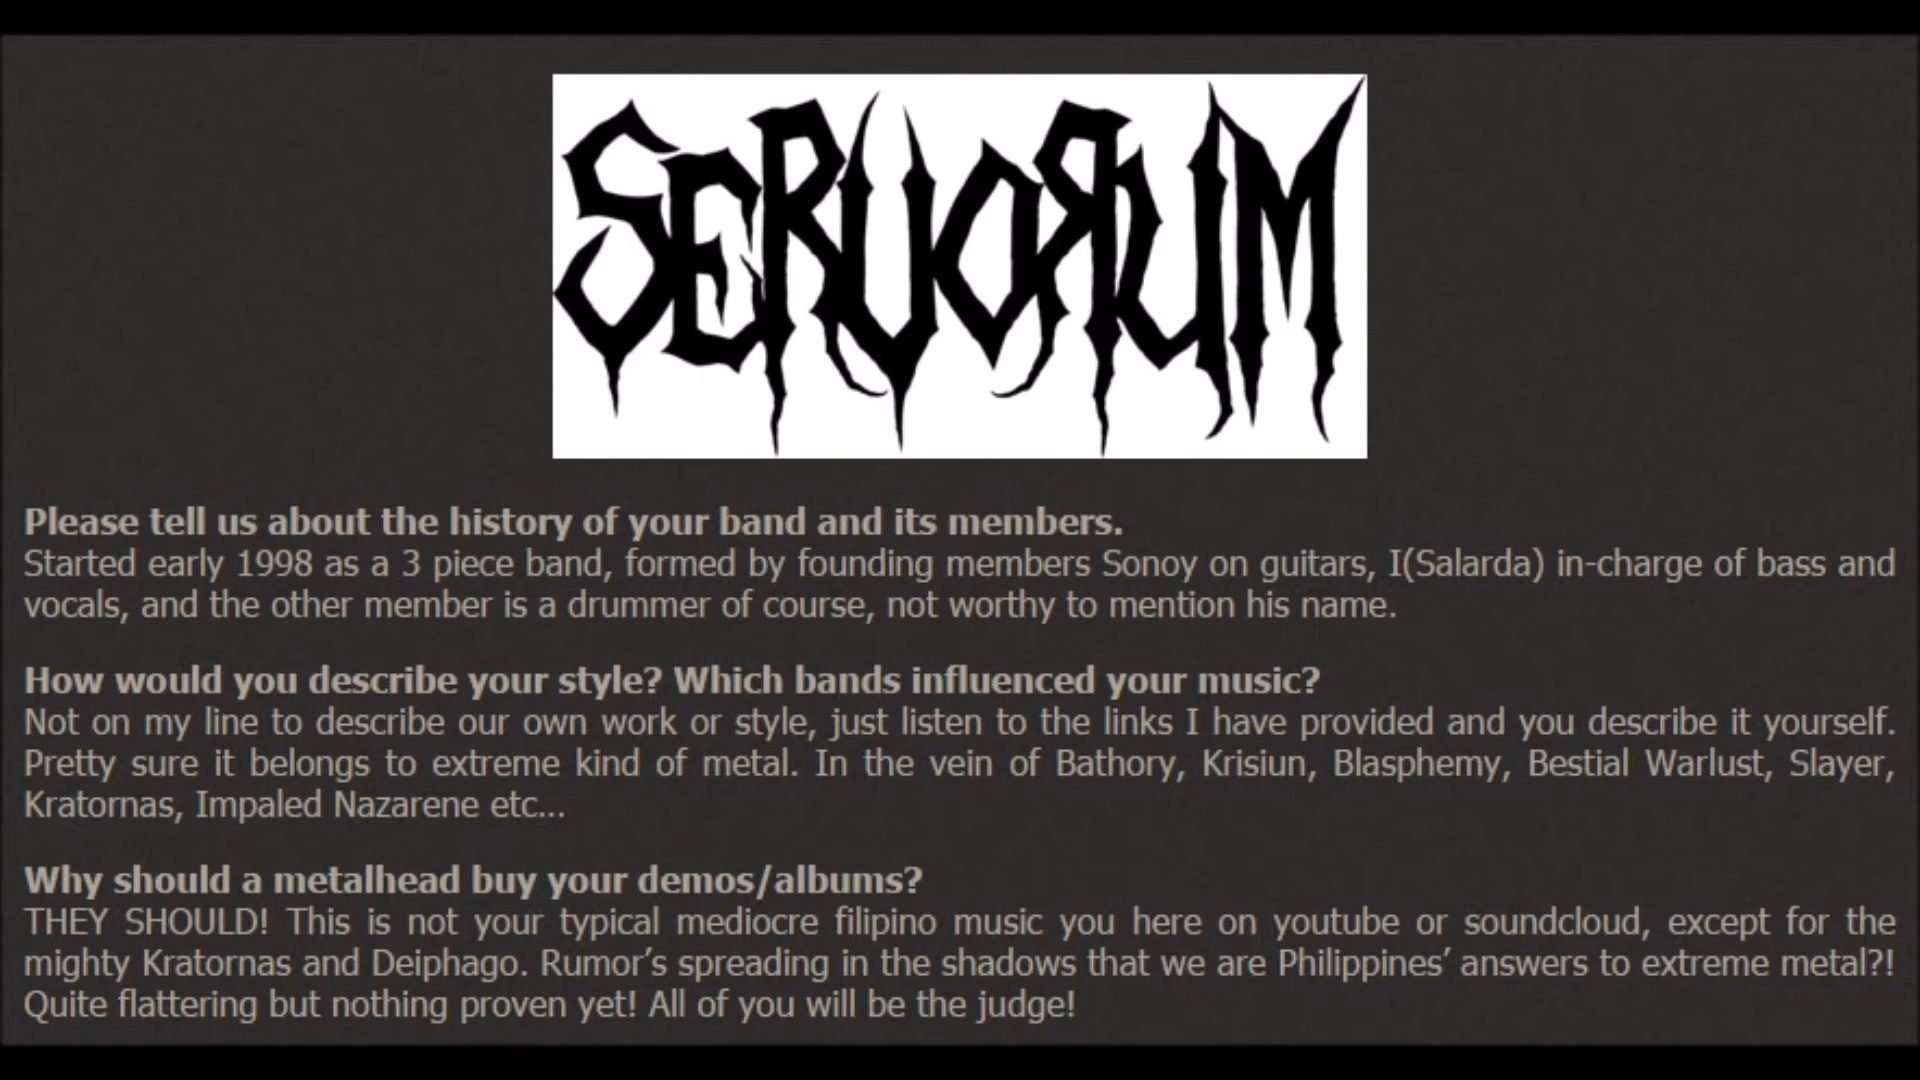 SERVORUM
Please tell us about the history of your band and its members.
Started early 1998 as a 3 piece band, formed by founding members Sonoy on guitars, I(Salarda) in-charge of bass and
vocals, and the other member is a drummer of course, not worthy to mention his name.
How would you describe your style? Which bands influenced your music?
Not on my line to describe our own work or style, just listen to the links I have provided and you describe it yourself.
Pretty sure it belongs to extreme kind of metal. In the vein of Bathory, Krisiun, Blasphemy, Bestial Warlust, Slayer,
Kratornas, Impaled Nazarene etc...
Why should a metalhead buy your demos/albums?
THEY SHOULD! This is not your typical mediocre filipino music you here on youtube or soundcloud, except for the
mighty Kratornas and Deiphago. Rumor’s spreading in the shadows that we are Philippines’ answers to extreme metal?!
Quite flattering but nothing proven yet! All of you will be the judge!